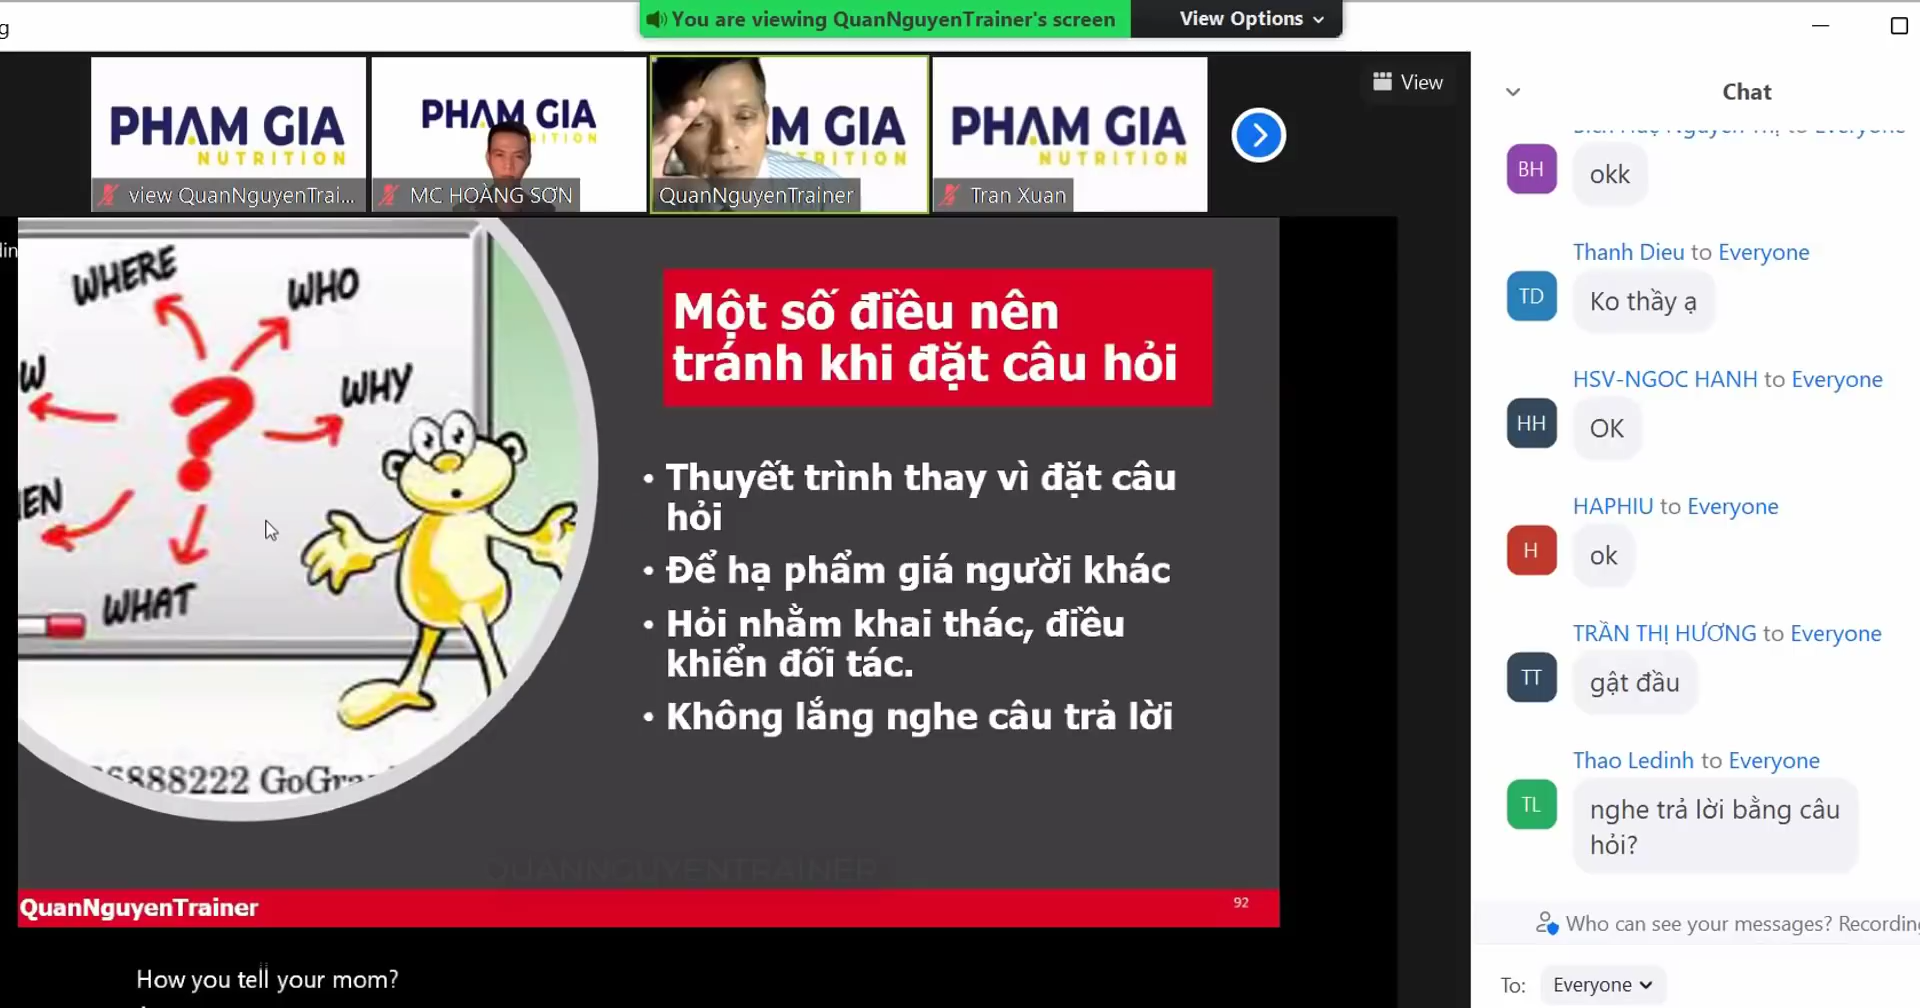 g
You are viewing QuanNguyenTrainer's screen
View Options
PHAM GIA
NUTRITION
view QuanNguyenTrai...
PHAM GIA
MC HOÀNG SƠN
M GIA
QuanNguyenTrainer
PHAM GIA
NUTRITION
Tran Xuan
View
WHERE
WHO
WHY
WHAT
Một số điều nên
tránh khi đặt câu hỏi
• Thuyết trình thay vì đặt câu
hỏi
• Để hạ phẩm giá người khác
• Hỏi nhằm khai thác, điều
khiển đối tác.
• Không lắng nghe câu trả lời
QUANNGUYENTRAINER
QuanNguyenTrainer
92
How you tell your mom?
Chat
BH
okk
Thanh Dieu to Everyone
TD
Ko thầy ạ
HSV-NGOC HANH to Everyone
HH
OK
HAPHIU to Everyone
H
ok
TRẦN THỊ HƯƠNG to Everyone
TT
gật đầu
Thao Ledinh to Everyone
TL
nghe trả lời bằng câu
hỏi?
Who can see your messages? Recording
To: Everyone